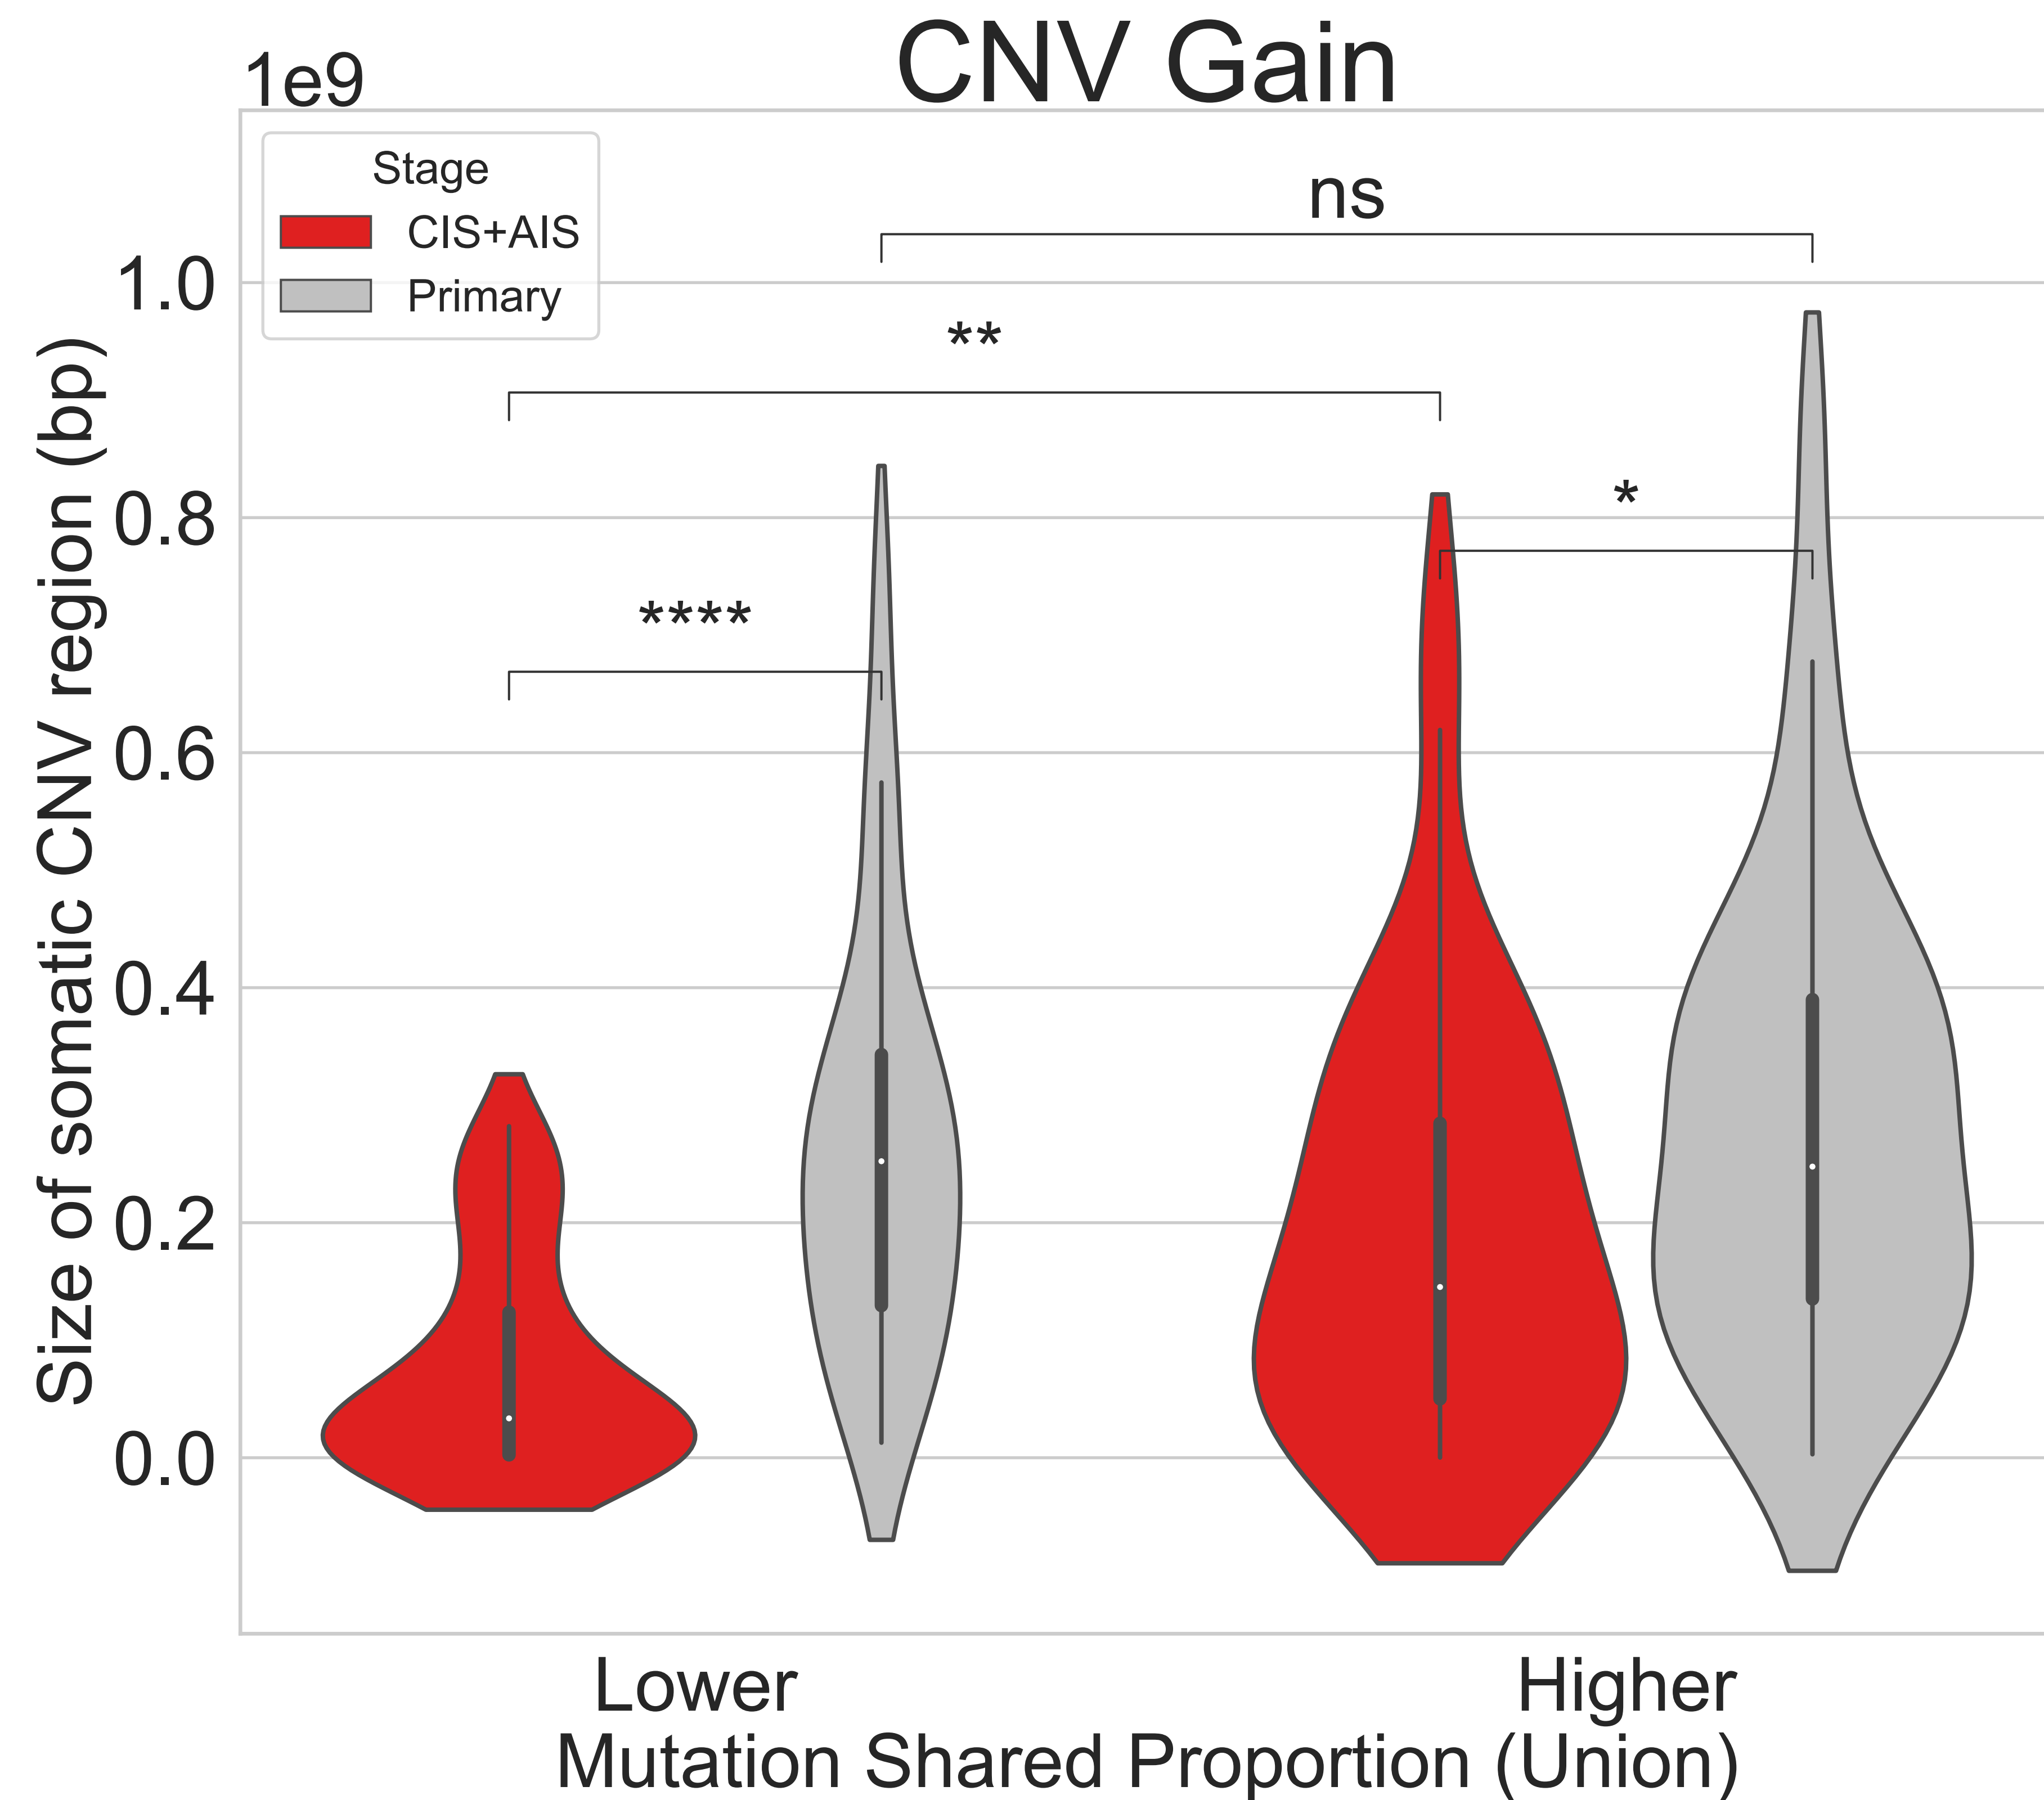 CNV Gain
1e9
Stage
CIS+AIS
Primary
ns
**
*
****
1.0
0.8
0.6
0.4
0.2
0.0
Size of somatic CNV region (bp)
Lower
Higher
Mutation Shared Proportion (Union)